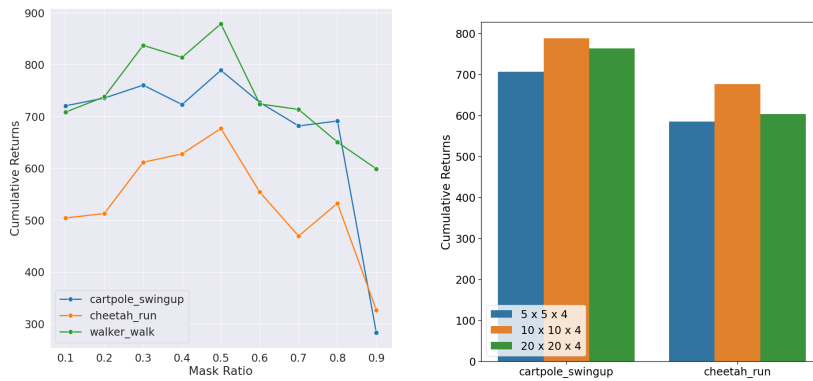 900
800
700
600
500
400
300
Cumulative Returns
cartpole_swingup
cheetah_run
walker_walk
0.1 0.2 0.3 0.4 0.5 0.6 0.7 0.8 0.9
Mask Ratio
800
700
600
500
400
300
200
100
0
Cumulative Returns
5 x 5 x 4
10 x 10 x 4
20 x 20 x 4
cartpole_swingup cheetah_run